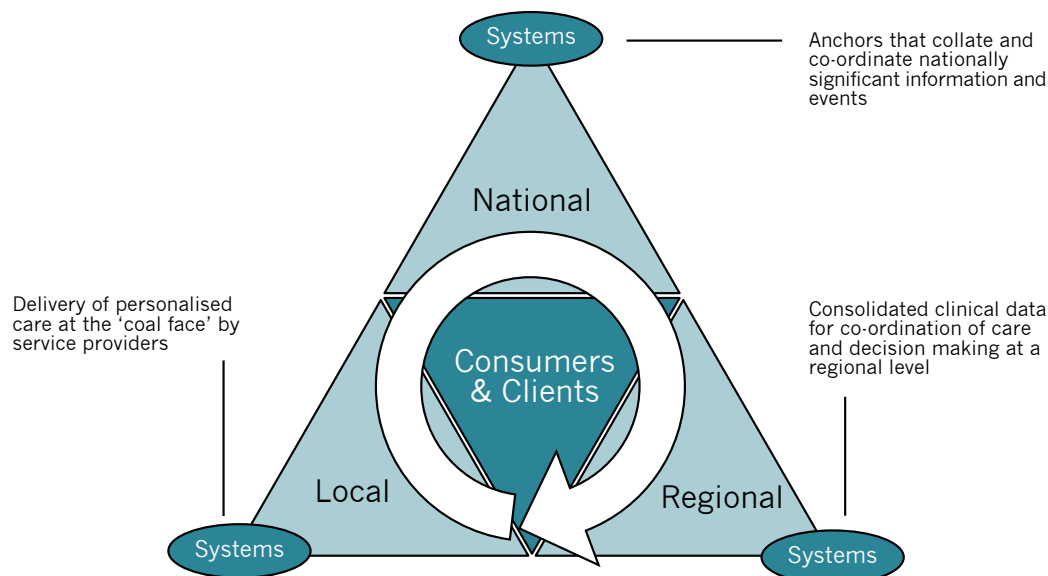 Systems
Anchors that collate and
co-ordinate nationally
significant information and
events
National
Delivery of personalised
care at the ‘coal face’ by
service providers
Consumers
& Clients
Consolidated clinical data
for co-ordination of care
and decision making at a
regional level
Local
Regional
Systems
Systems